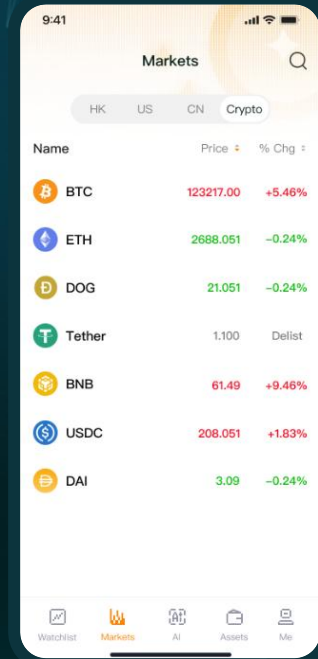 9:41
Markets
HK US CN Crypto
Name Price % Chg
BTC 123217.00 +5.46%
ETH 2688.051 −0.24%
DOG 21.051 −0.24%
Tether 1.100 Delist
BNB 61.49 +9.46%
USDC 208.051 +1.83%
DAI 3.09 −0.24%
Watchlist Markets AI Assets Me